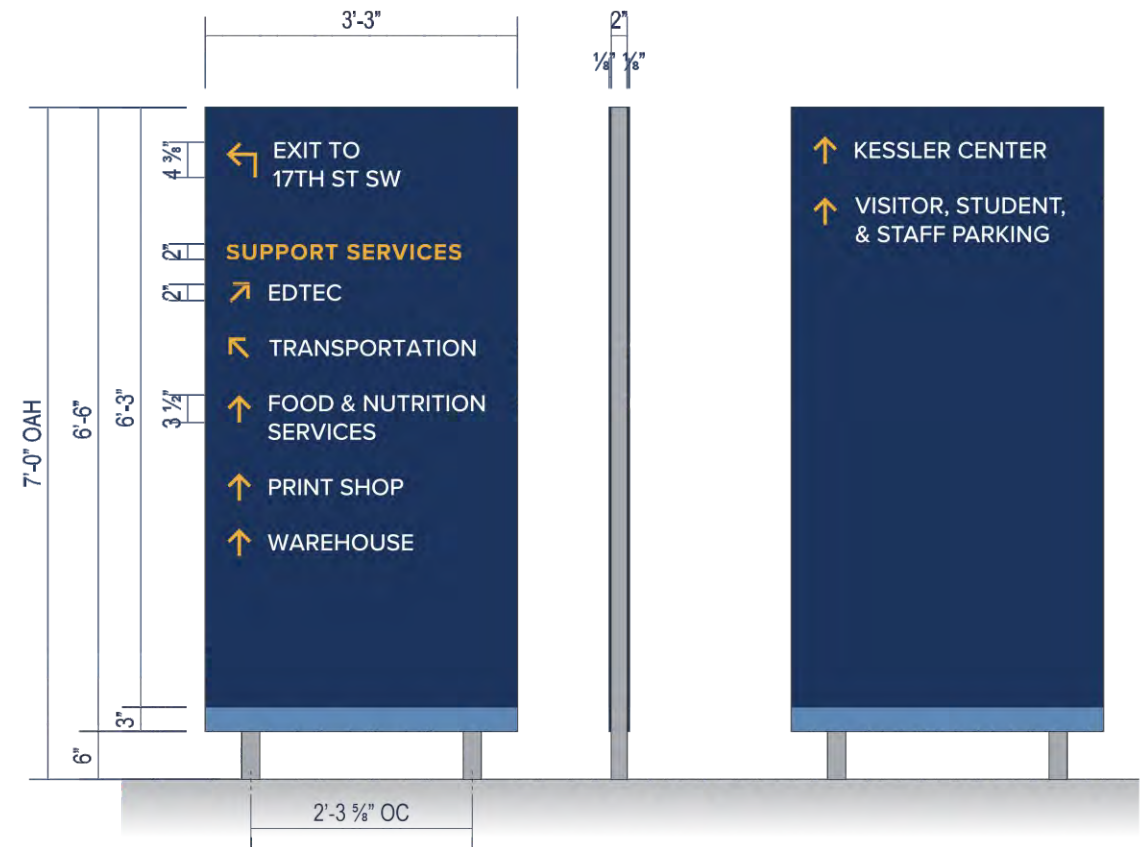 3'-3"
2"
⅛" ⅛"
7'-0" OAH
6'-6"
6'-3"
4 ⅜"
2"
2"
3 ½"
3"
6"
EXIT TO
17TH ST SW
SUPPORT SERVICES
EDTEC
TRANSPORTATION
FOOD & NUTRITION
SERVICES
PRINT SHOP
WAREHOUSE
2'-3 ⅝" OC
KESSLER CENTER
VISITOR, STUDENT,
& STAFF PARKING